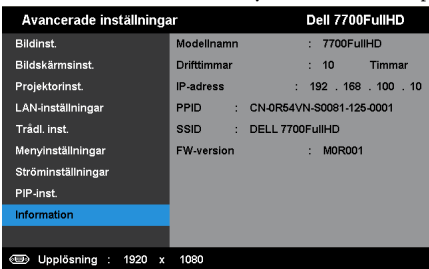 Avancerade inställningar Dell 7700FullHD
Bildinst.
Bildskärmsinst.
Projektorinst.
LAN-inställningar
Trådl. inst.
Menyinställningar
Ströminställningar
PIP-inst.
Information
Modellnamn : 7700FullHD
Drifttimmar : 10 Timmar
IP-adress : 192 . 168 . 100 . 10
PPID : CN-0R54VN-S0081-125-0001
SSID : DELL 7700FullHD
FW-version : M0R001
Upplösning : 1920 x 1080